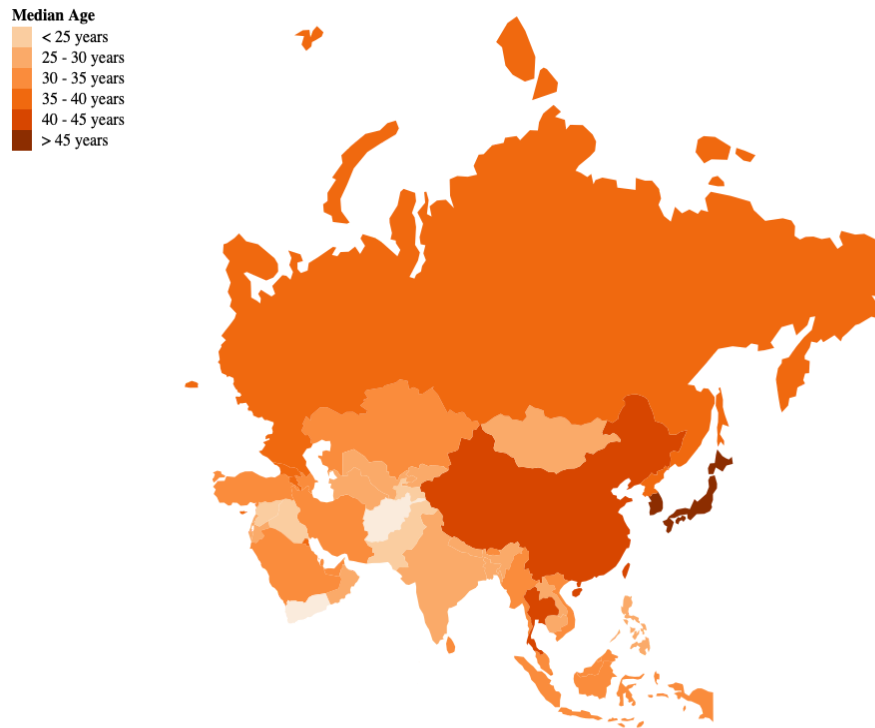 Median Age
< 25 years
25 - 30 years
30 - 35 years
35 - 40 years
40 - 45 years
> 45 years